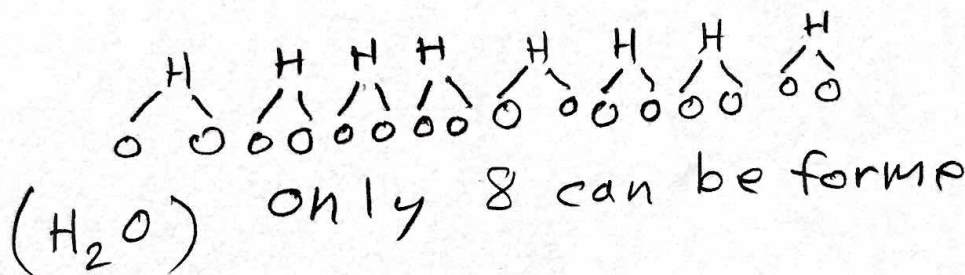 H H H H H H H H
O O O O O O O O O O O O O O O O
(H₂O) only 8 can be forme